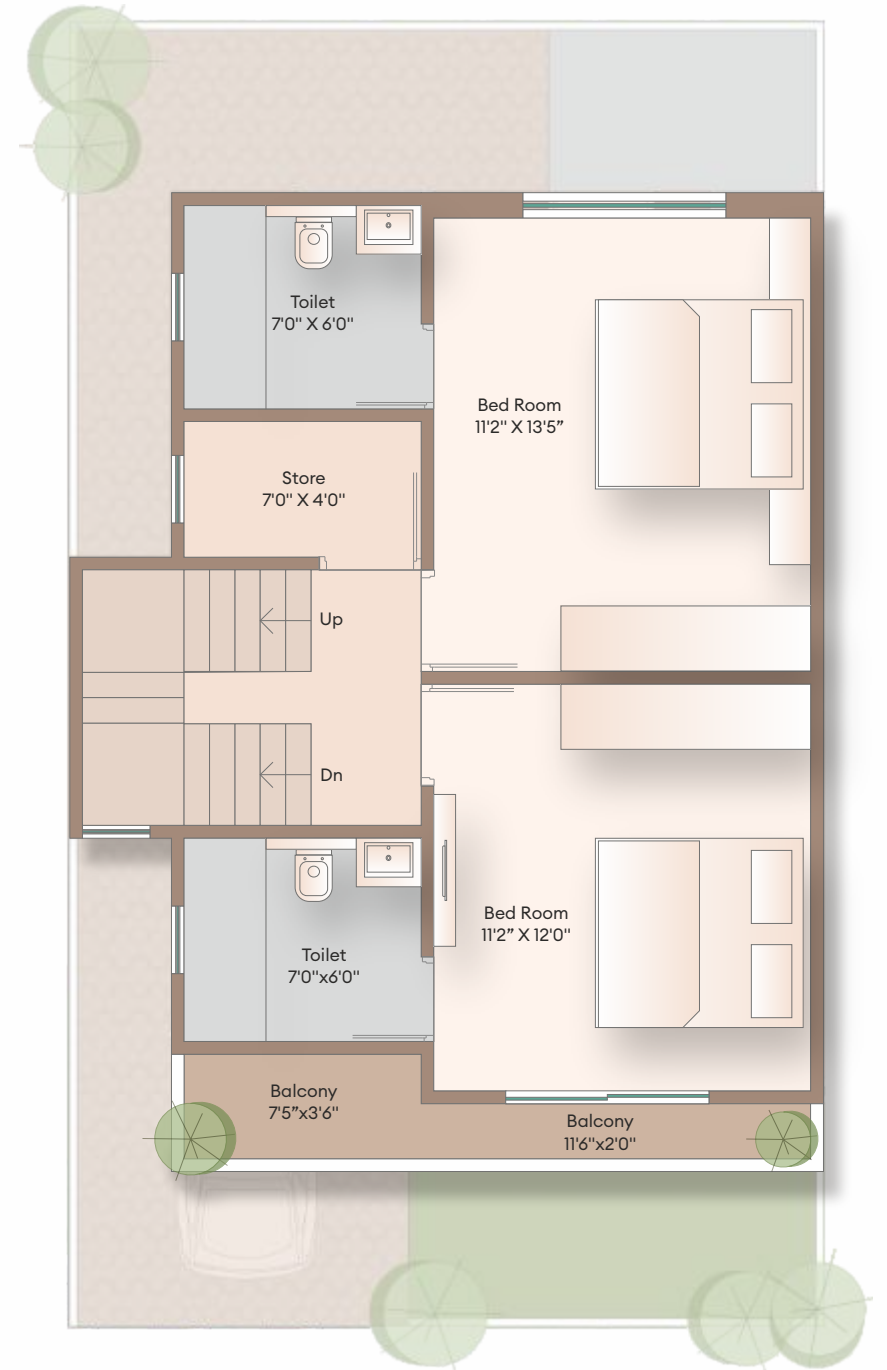 Toilet
7'0" X 6'0"
Bed Room
11'2" X 13'5”
Store
7'0" X 4'0"
Up
Dn
Bed Room
11'2” X 12'0"
Toilet
7'0"x6'0"
Balcony
7'5”x3'6"
Balcony
11'6"x2'0"